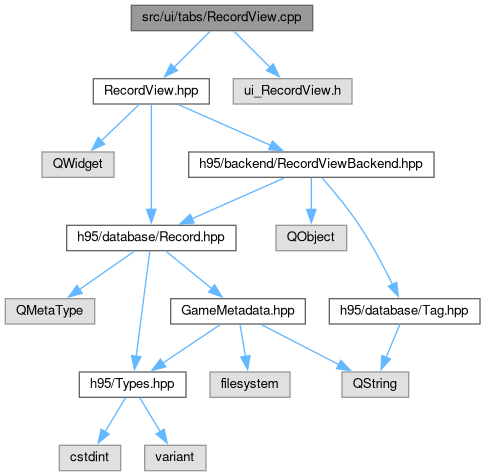 src/ui/tabs/RecordView.cpp
RecordView.hpp
ui_RecordView.h
QWidget
h95/backend/RecordViewBackend.hpp
h95/database/Record.hpp
QObject
QMetaType
GameMetadata.hpp
h95/database/Tag.hpp
h95/Types.hpp
filesystem
QString
cstdint
variant